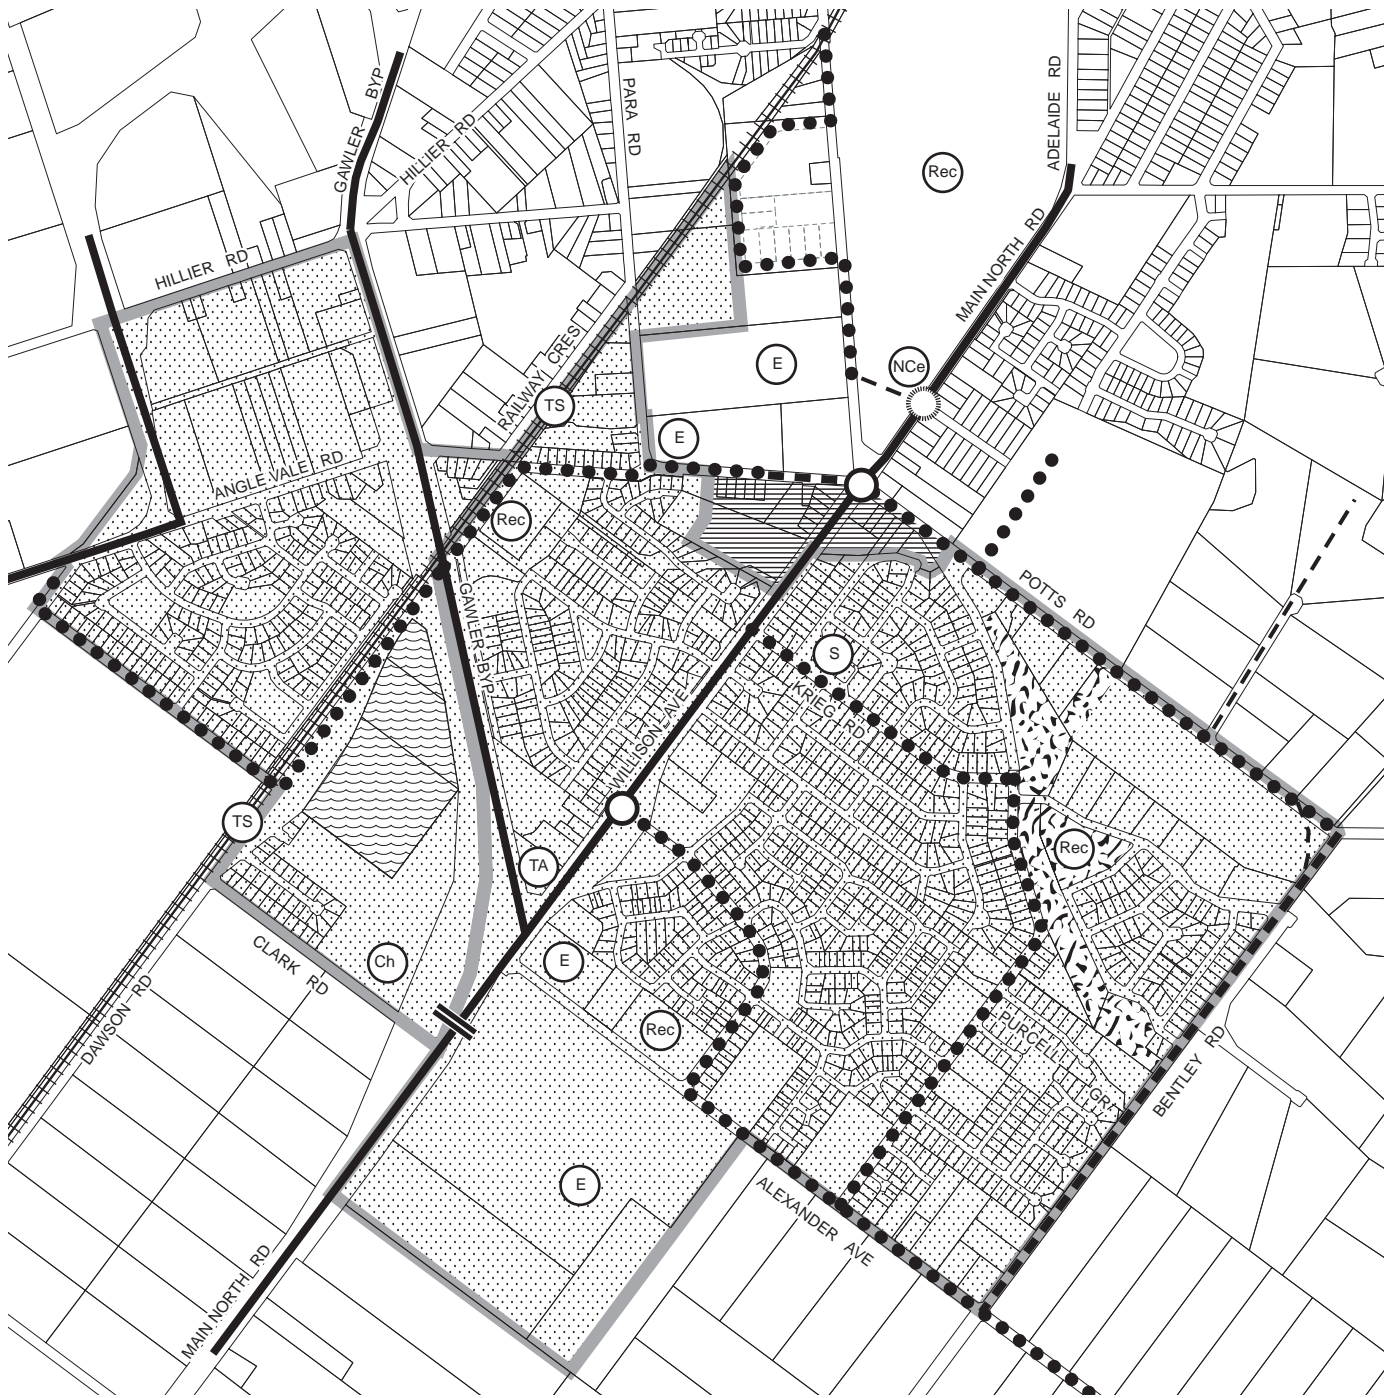 GAWLER BYP
HILLIER RD
PARA RD
ADELAIDE RD
Rec
MAIN NORTH RD
HILLIER RD
RAILWAY CRES
E
NCe
TS
E
ANGLE VALE RD
Rec
POTTS RD
GAWLER BYP
S
KRIEG RD
WILLISON AVE
TS
Rec
TA
CLARK RD
Ch
E
DAWSON RD
Rec
PURCELL GR
BENTLEY RD
E
ALEXANDER AVE
MAIN NORTH RD